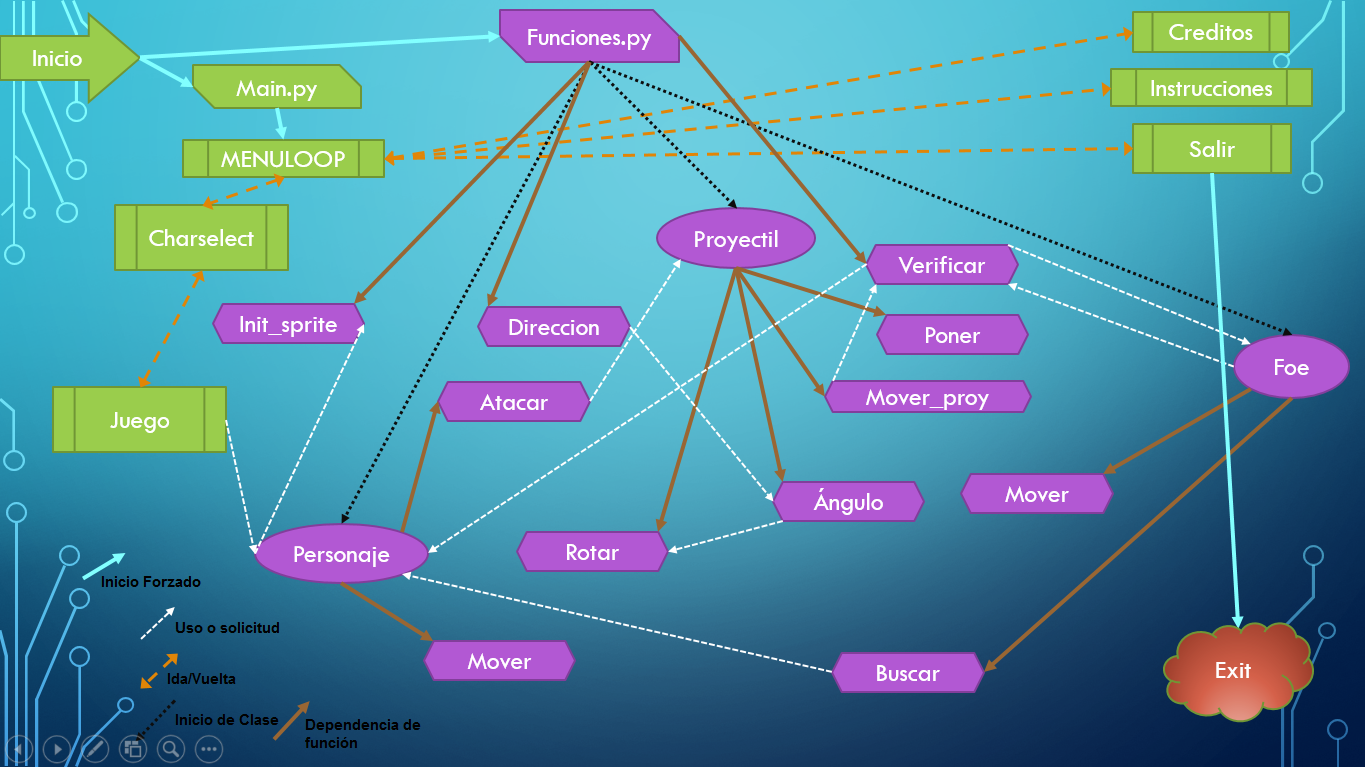 Inicio
Funciones.py
Creditos
Main.py
Instrucciones
MENULOOP
Salir
Charselect
Proyectil
Verificar
Init_sprite
Direccion
Poner
Foe
Atacar
Mover_proy
Juego
Ángulo
Mover
Personaje
Rotar
Inicio Forzado
Uso o solicitud
Mover
Buscar
Exit
Ida/Vuelta
Inicio de Clase
Dependencia de
función